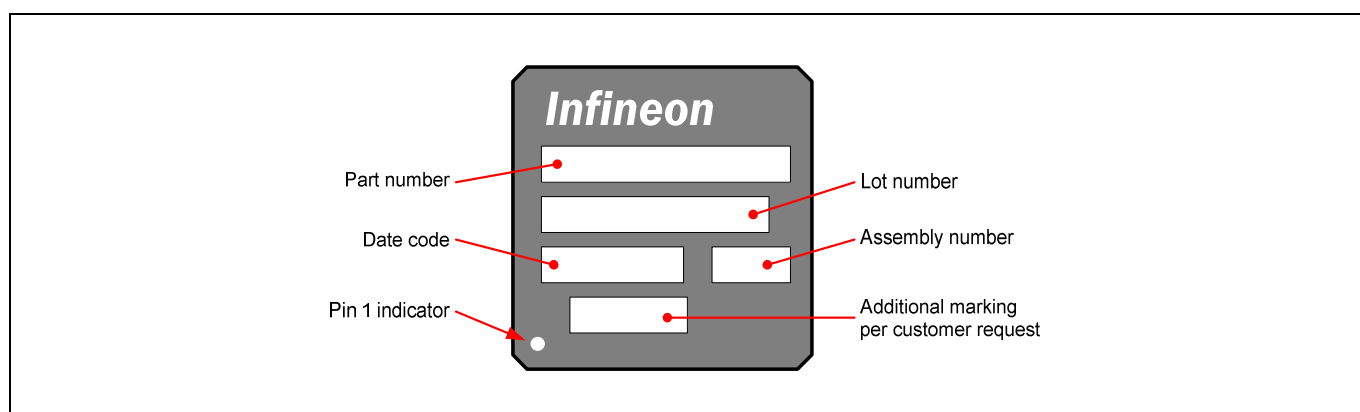 Infineon
Part number
Lot number
Date code
Assembly number
Pin 1 indicator
Additional marking
per customer request